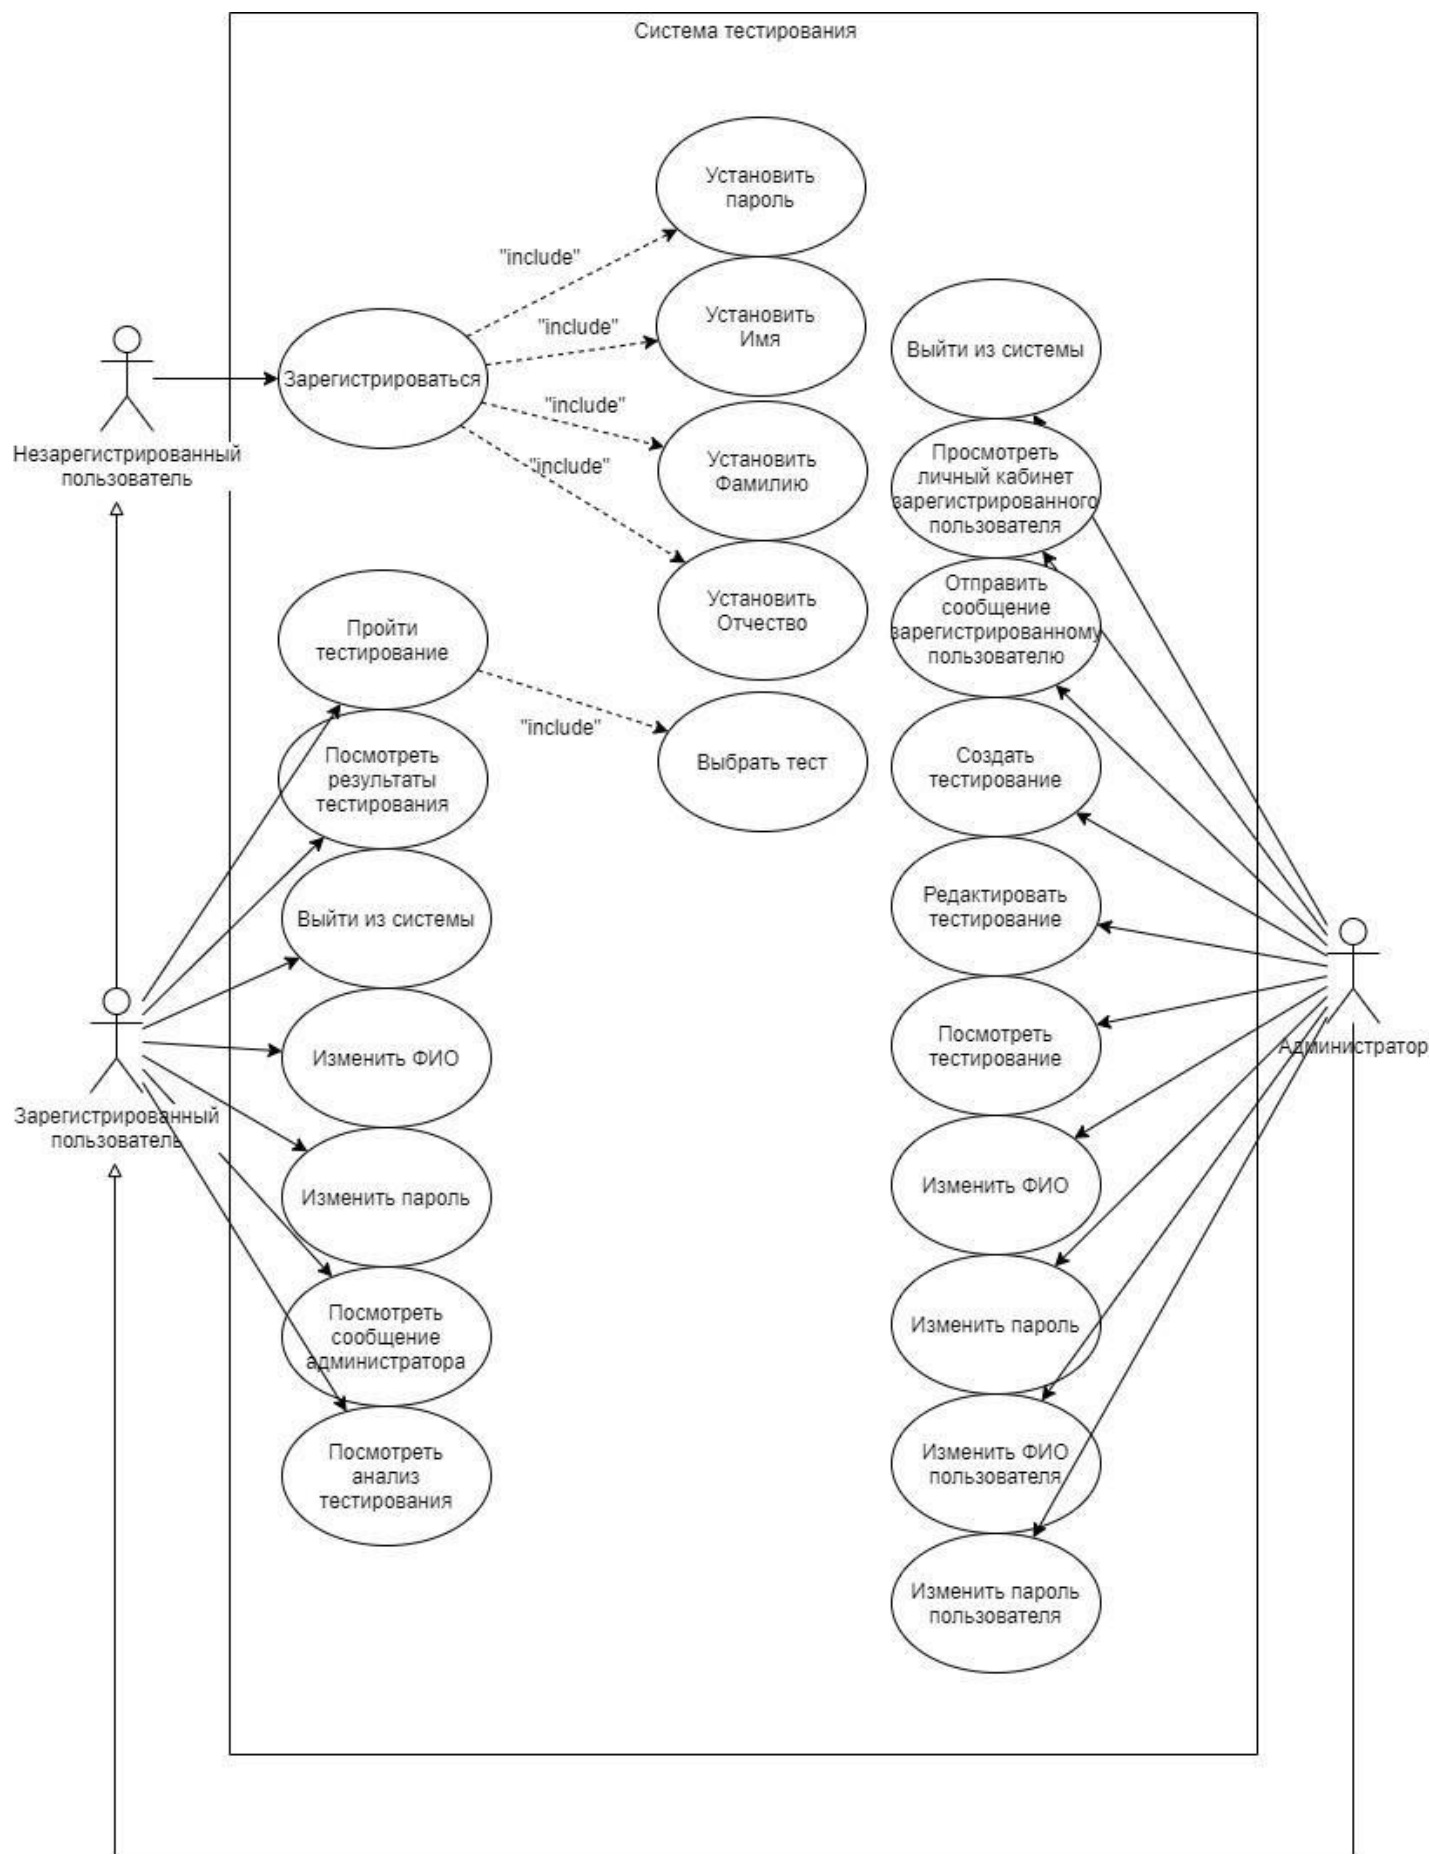 Система тестирования
Установить
пароль
"include"
Установить
Имя
"include"
Выйти из системы
Зарегистрироваться
"include"
Незарегистрированный
пользователь
"include"
Установить
Фамилию
Просмотреть
личный кабинет
зарегистрированного
пользователя
Установить
Отчество
Отправить
сообщение
зарегистрированному
пользователю
Пройти
тестирование
"include"
Выбрать тест
Посмотреть
результаты
тестирования
Создать
тестирование
Выйти из системы
Редактировать
тестирование
Изменить ФИО
Посмотреть
тестирование
Администратор
Зарегистрированный
пользователь
Изменить пароль
Изменить ФИО
Посмотреть
сообщение
администратора
Изменить пароль
Посмотреть
анализ
тестирования
Изменить ФИО
пользователя
Изменить пароль
пользователя